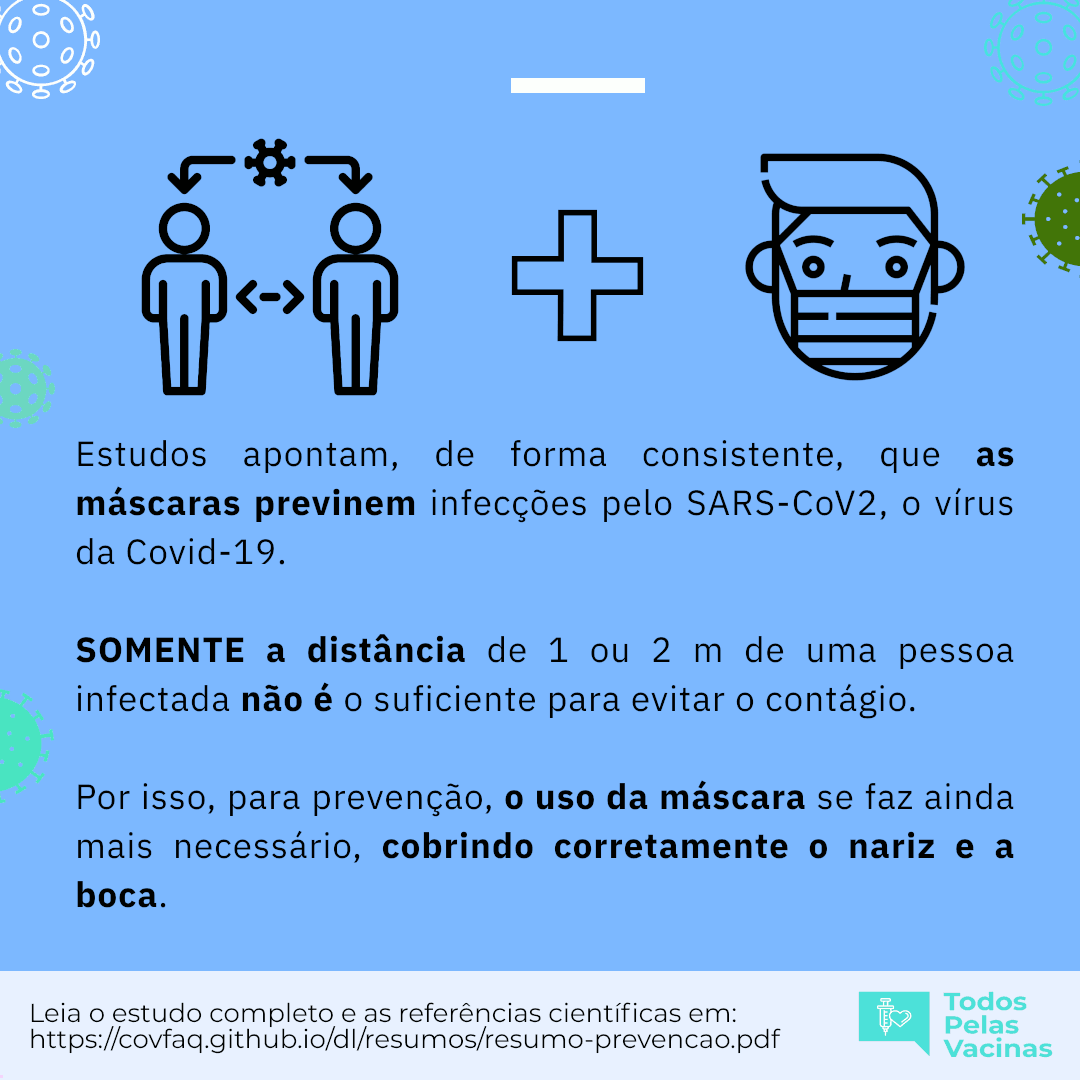 Estudos apontam, de forma consistente, que as
máscaras previnem infecções pelo SARS-CoV2, o vírus
da Covid-19.
SOMENTE a distância de 1 ou 2 m de uma pessoa
infectada não é o suficiente para evitar o contágio.
Por isso, para prevenção, o uso da máscara se faz ainda
mais necessário, cobrindo corretamente o nariz e a
boca.
Leia o estudo completo e as referências científicas em:
https://covfaq.github.io/dl/resumos/resumo-prevencao.pdf
Todos
Pelas
Vacinas